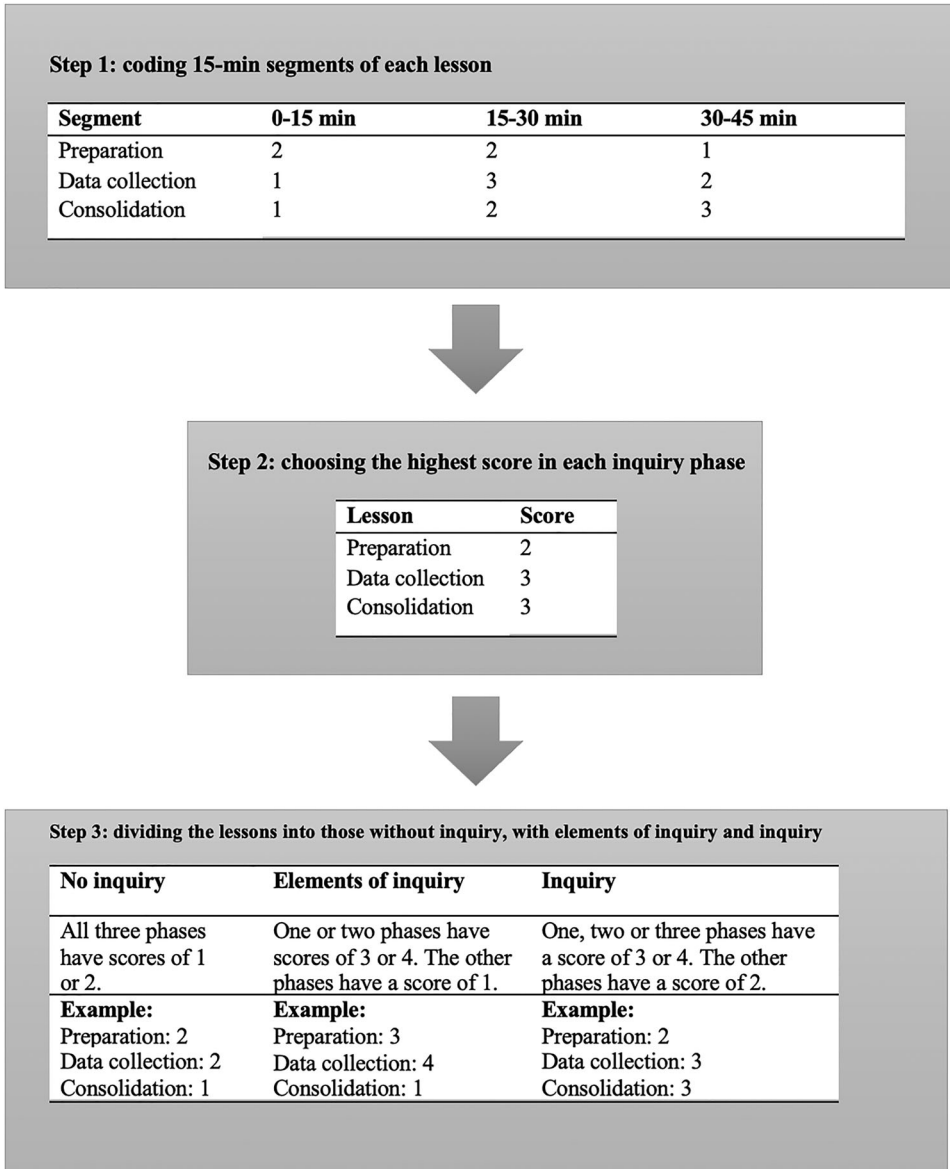 Step 1: coding 15-min segments of each lesson
Segment 0-15 min 15-30 min 30-45 min
Preparation 2 2 1
Data collection 1 3 2
Consolidation 1 2 3
Step 2: choosing the highest score in each inquiry phase
Lesson Score
Preparation 2
Data collection 3
Consolidation 3
Step 3: dividing the lessons into those without inquiry, with elements of inquiry and inquiry
No inquiry Elements of inquiry Inquiry
All three phases One or two phases have One, two or three phases have
have scores of 1 scores of 3 or 4. The other a score of 3 or 4. The other
or 2. phases have a score of 1. phases have a score of 2.
Example: Example: Example:
Preparation: 2 Preparation: 3 Preparation: 2
Data collection: 2 Data collection: 4 Data collection: 3
Consolidation: 1 Consolidation: 1 Consolidation: 3